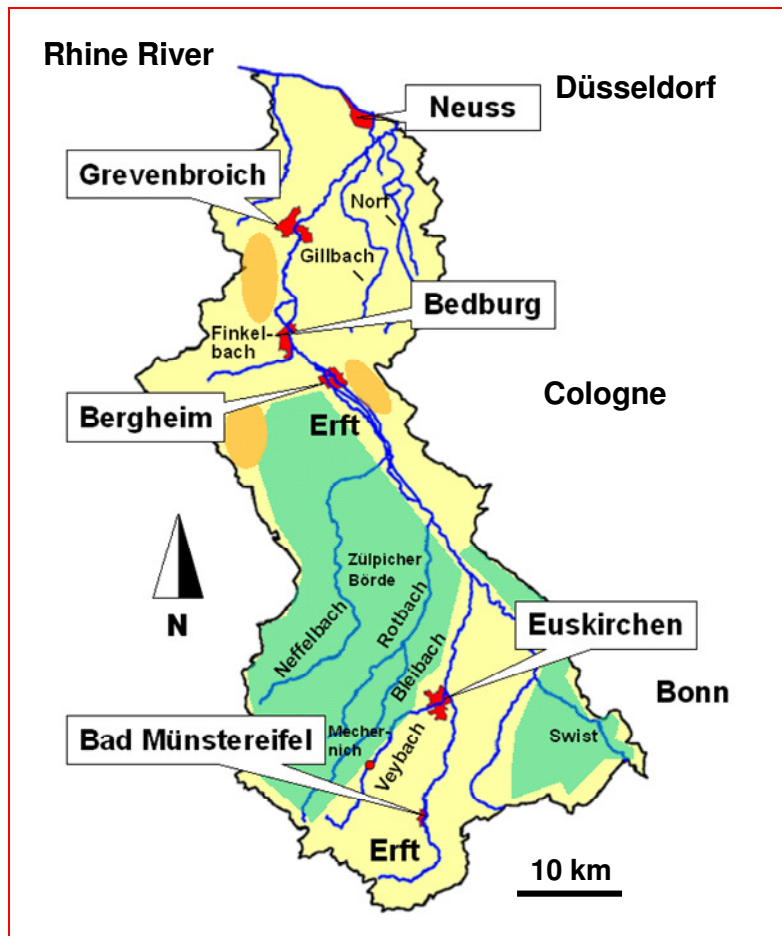 Rhine River
Düsseldorf
Neuss
Grevenbroich
Norf
Gillbach
Bedburg
Finkel-
bach
Cologne
Bergheim
Erft
Zülpicher
Börde
N
Neffelbach
Rotbach
Bleibach
Euskirchen
Bonn
Bad Münstereifel
Mecher-
nich
Swist
Veybach
Erft
10 km